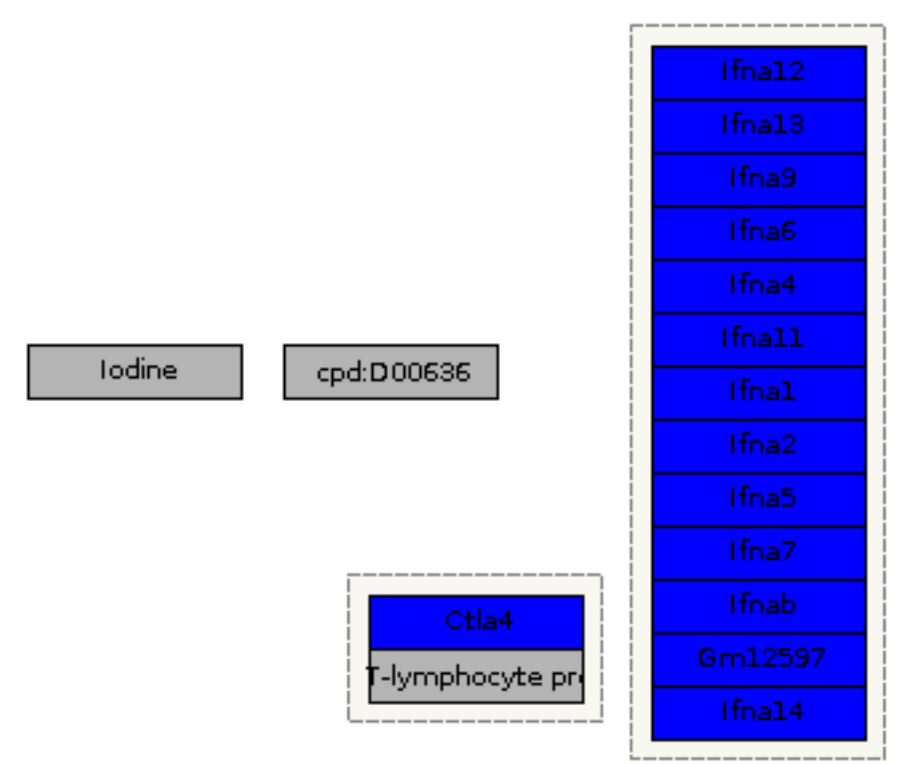 Ifna12
Ifna13
Ifna9
Ifna6
Ifna4
Ifna11
Ifna1
Ifna2
Ifna5
Ifna7
Ifnab
Gm12597
Ifna14
Iodine
cpd:D00636
Ctla4
T-lymphocyte pr